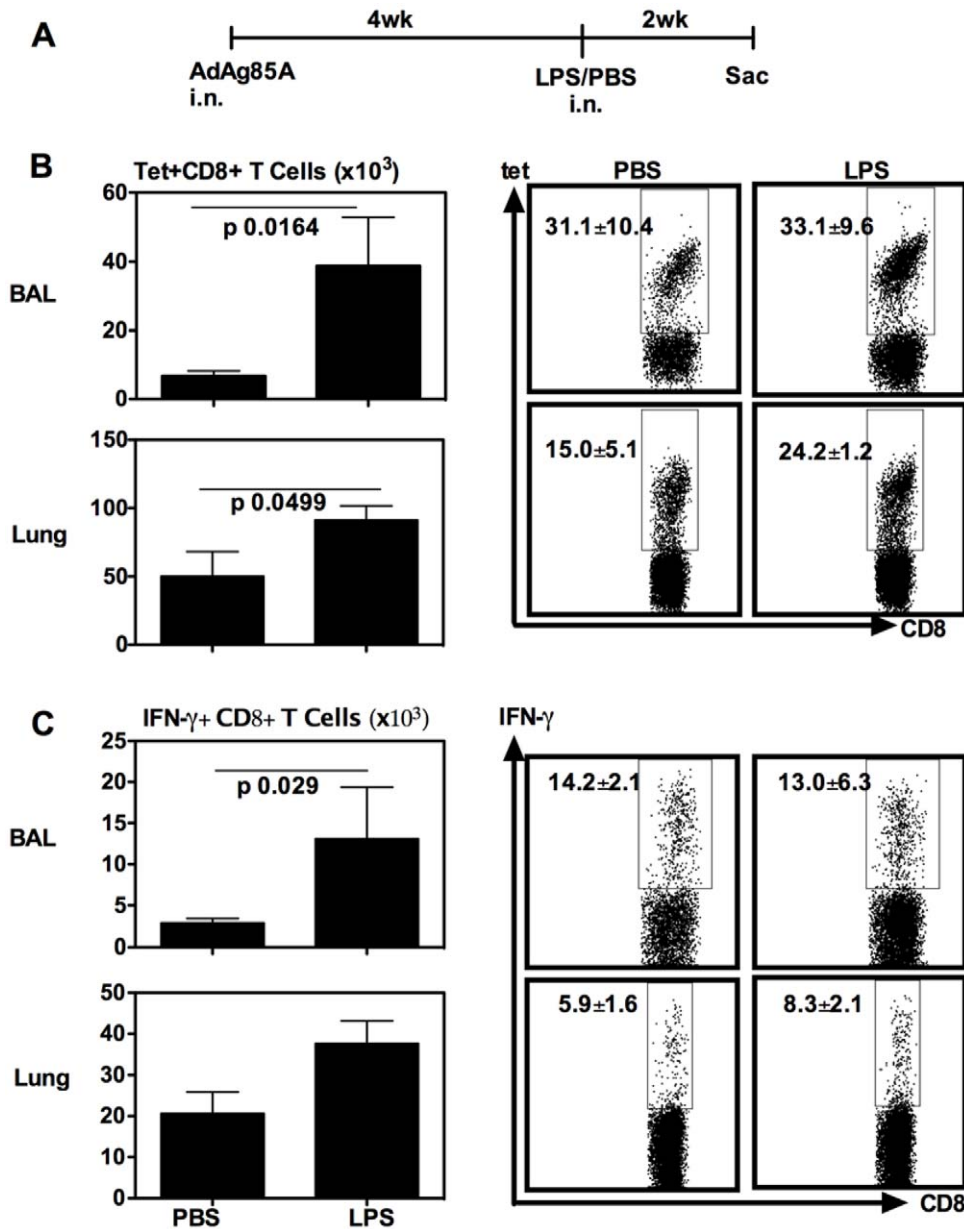 A
4wk
2wk
AdAg85A
i.n.
LPS/PBS
i.n.
Sac
B
Tet+CD8+ T Cells (x10³)
60
40
20
0
p 0.0164
BAL
150
100
50
0
p 0.0499
Lung
tet
PBS
LPS
31.1±10.4
33.1±9.6
15.0±5.1
24.2±1.2
CD8
C
IFN-γ+ CD8+ T Cells (x10³)
25
20
15
10
5
0
p 0.029
BAL
50
40
30
20
10
0
Lung
PBS
LPS
IFN-γ
14.2±2.1
13.0±6.3
5.9±1.6
8.3±2.1
CD8